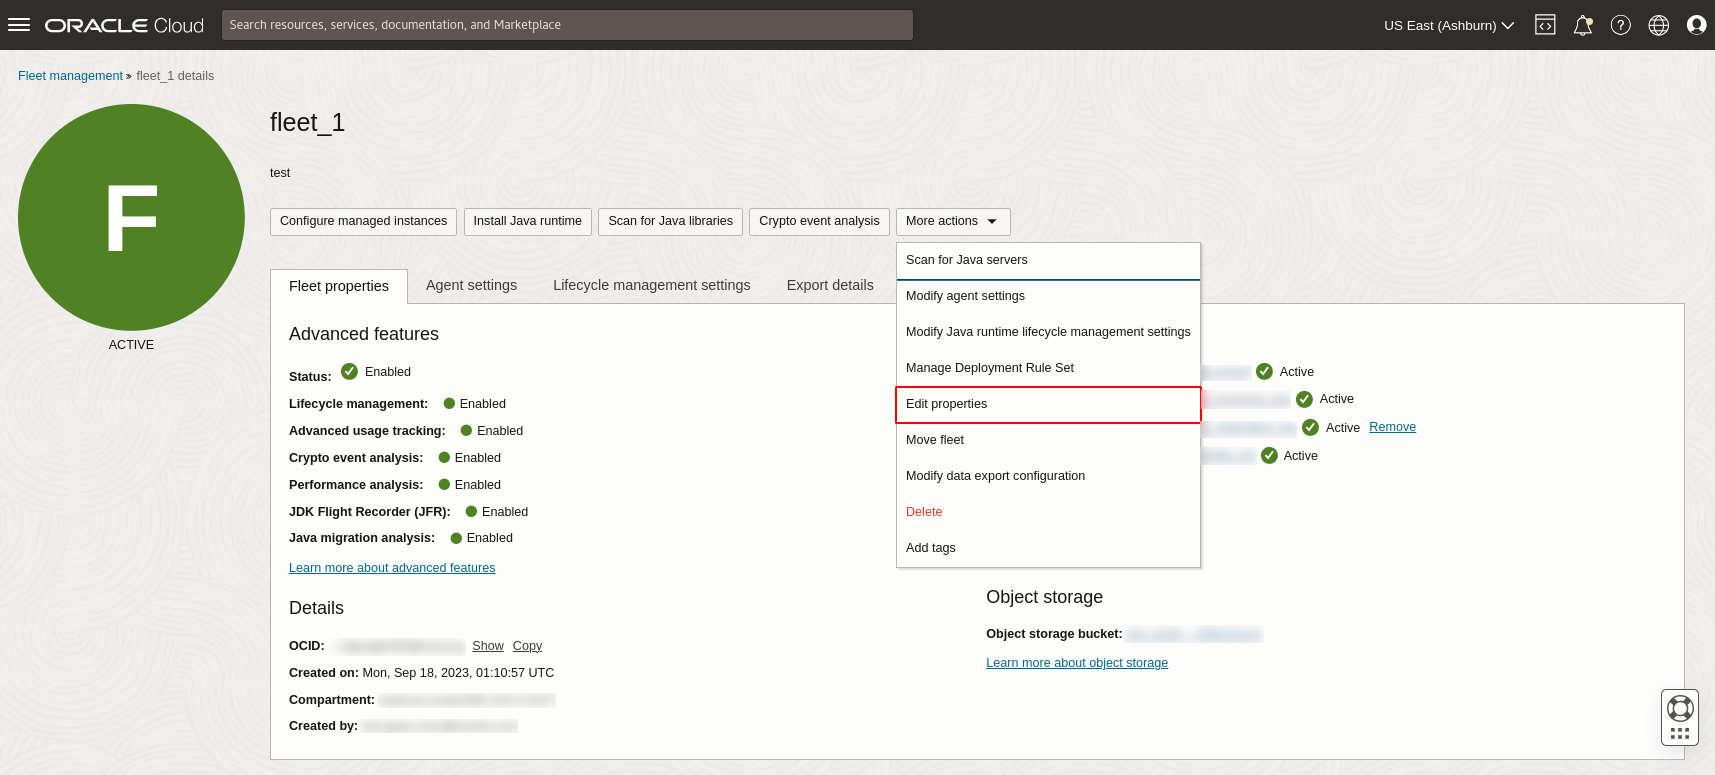 ORACLE Cloud
Search resources, services, documentation, and Marketplace
US East (Ashburn)
Fleet management » fleet_1 details
F
ACTIVE
fleet_1
test
Configure managed instances
Install Java runtime
Scan for Java libraries
Crypto event analysis
More actions
Scan for Java servers
Modify agent settings
Modify Java runtime lifecycle management settings
Manage Deployment Rule Set
Edit properties
Move fleet
Modify data export configuration
Delete
Add tags
Fleet properties
Agent settings
Lifecycle management settings
Export details
Advanced features
Status: Enabled
Lifecycle management: Enabled
Advanced usage tracking: Enabled
Crypto event analysis: Enabled
Performance analysis: Enabled
JDK Flight Recorder (JFR): Enabled
Java migration analysis: Enabled
Learn more about advanced features
Active
Active
Active Remove
Active
Details
OCID: Show Copy
Created on: Mon, Sep 18, 2023, 01:10:57 UTC
Compartment:
Created by:
Object storage
Object storage bucket:
Learn more about object storage